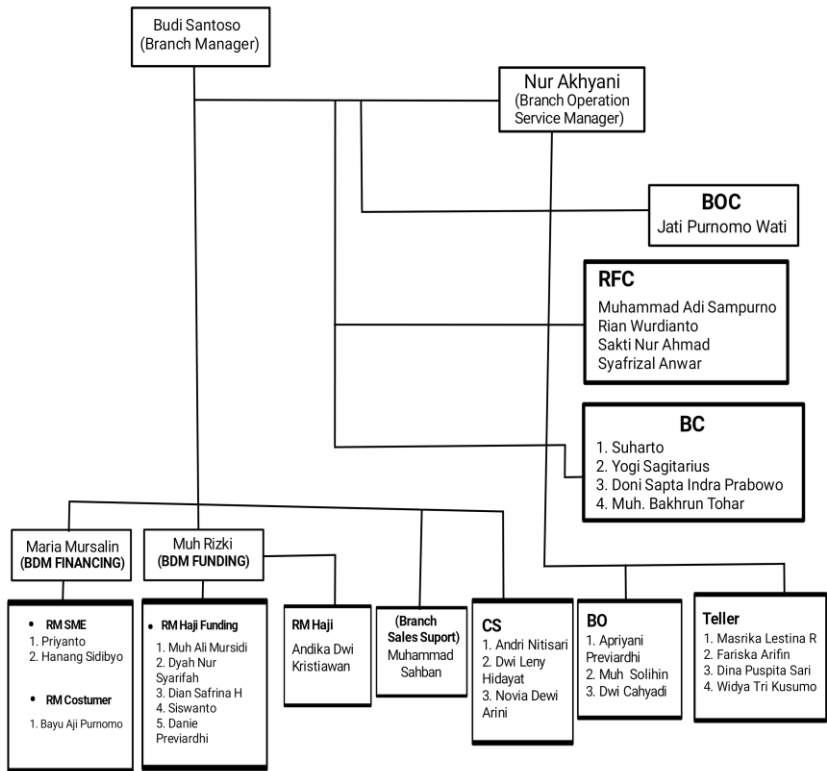 Budi Santoso
(Branch Manager)
Nur Akhyani
(Branch Operation
Service Manager)
BOC
Jati Purnomo Wati
RFC
Muhammad Adi Sampurno
Rian Wurdianto
Sakti Nur Ahmad
Syafrizal Anwar
BC
1. Suharto
2. Yogi Sagitarius
3. Doni Sapta Indra Prabowo
4. Muh. Bakhrun Tohar
Maria Mursalin
(BDM FINANCING)
Muh Rizki
(BDM FUNDING)
• RM SME
1. Priyanto
2. Hanang Sidibyo
• RM Costumer
1. Bayu Aji Purnomo
• RM Haji Funding
1. Muh Ali Mursidi
2. Dyah Nur
Syarifah
3. Dian Safrina H
4. Siswanto
5. Danie
Previardhi
RM Haji
Andika Dwi
Kristiawan
(Branch
Sales Suport)
Muhammad
Sahban
CS
1. Andri Nitisari
2. Dwi Leny
Hidayat
3. Novia Dewi
Arini
BO
1. Apriyani
Previardhi
2. Muh Solihin
3. Dwi Cahyadi
Teller
1. Masrika Lestina R
2. Fariska Arifin
3. Dina Puspita Sari
4. Widya Tri Kusumo